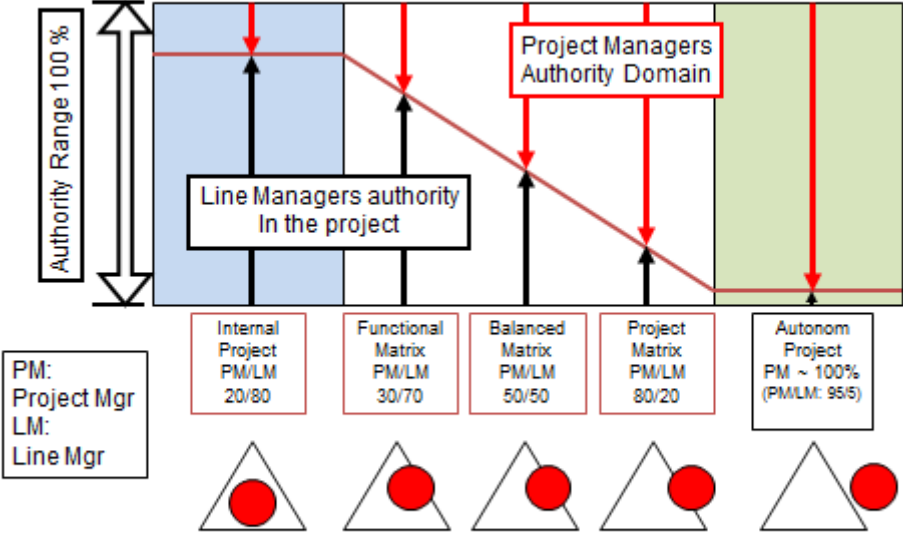 Authority Range 100 %
Project Managers
Authority Domain
Line Managers authority
In the project
Internal
Project
PM/LM
20/80
Functional
Matrix
PM/LM
30/70
Balanced
Matrix
PM/LM
50/50
Project
Matrix
PM/LM
80/20
Autonom
Project
PM ~ 100%
(PM/LM: 95/5)
PM:
Project Mgr
LM:
Line Mgr